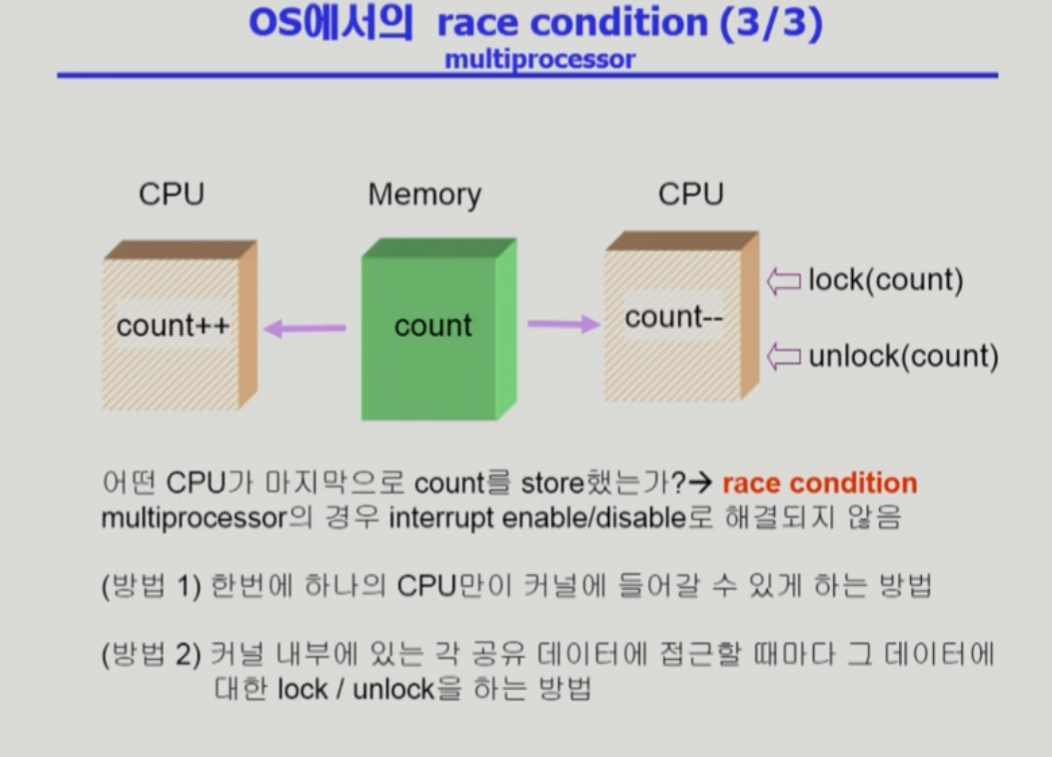 OS에서의 race condition (3/3)
multiprocessor
CPU
Memory
CPU
count++
count
count--
lock(count)
unlock(count)
어떤 CPU가 마지막으로 count를 store했는가?→ race condition
multiprocessor의 경우 interrupt enable/disable로 해결되지 않음
(방법 1) 한번에 하나의 CPU만이 커널에 들어갈 수 있게 하는 방법
(방법 2) 커널 내부에 있는 각 공유 데이터에 접근할 때마다 그 데이터에
대한 lock / unlock을 하는 방법